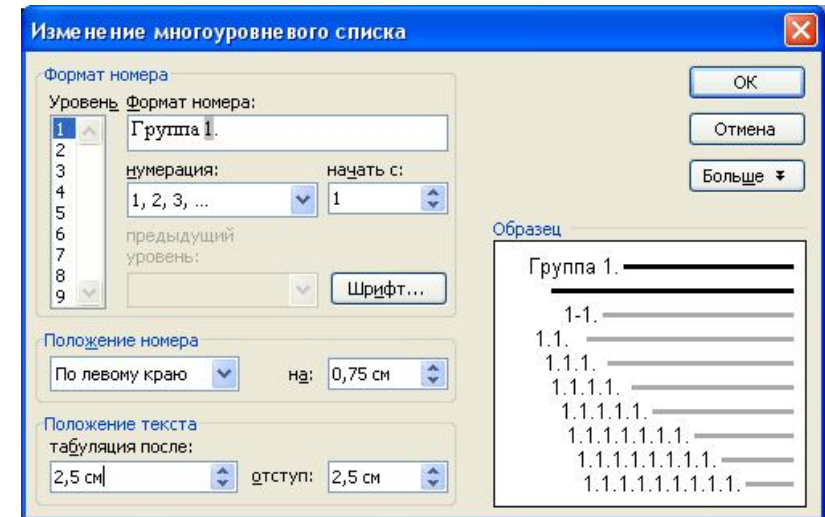 Изменение многоуровневого списка
Формат номера
Уровень Формат номера:
1
2
3
4
5
6
7
8
9
Группа 1.
нумерация: начать с:
1, 2, 3, ... 1
предыдущий
уровень:
Шрифт...
Положение номера
По левому краю на: 0,75 см
Положение текста
табуляция после:
2,5 см отступ: 2,5 см
ОК
Отмена
Больше
Образец
Группа 1.
1-1.
1.1.
1.1.1.
1.1.1.1.
1.1.1.1.1.
1.1.1.1.1.1.1.
1.1.1.1.1.1.1.1.
1.1.1.1.1.1.1.1.1.